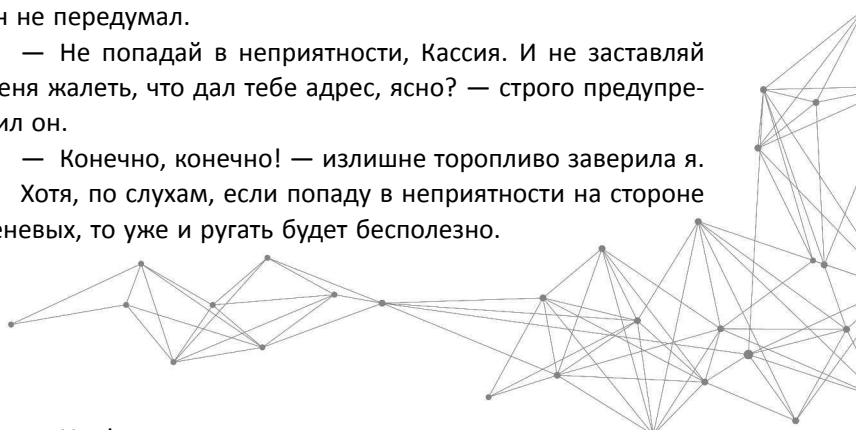 н не передумал.
— Не попадай в неприятности, Кассия. И не заставляй
еня жалеть, что дал тебе адрес, ясно? — строго предупре-
ил он.
— Конечно, конечно! — излишне торопливо заверила я.
Хотя, по слухам, если попаду в неприятности на стороне
еневых, то уже и ругать будет бесполезно.